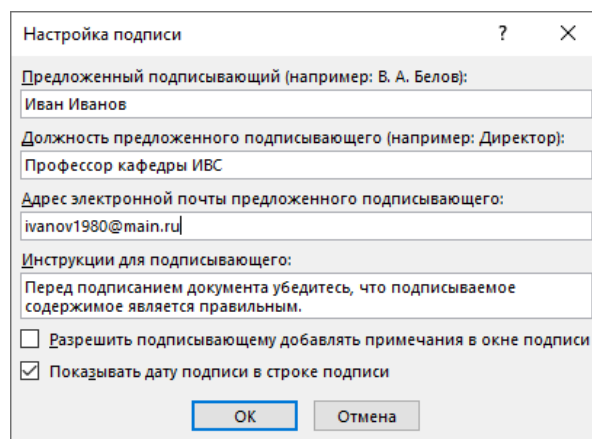 Настройка подписи
Предложенный подписывающий (например: В. А. Белов):
Иван Иванов
Должность предложенного подписывающего (например: Директор):
Профессор кафедры ИВС
Адрес электронной почты предложенного подписывающего:
ivanov1980@main.ru
Инструкции для подписывающего:
Перед подписанием документа убедитесь, что подписываемое
содержимое является правильным.
Разрешить подписывающему добавлять примечания в окне подписи
Показывать дату подписи в строке подписи
ОК Отмена